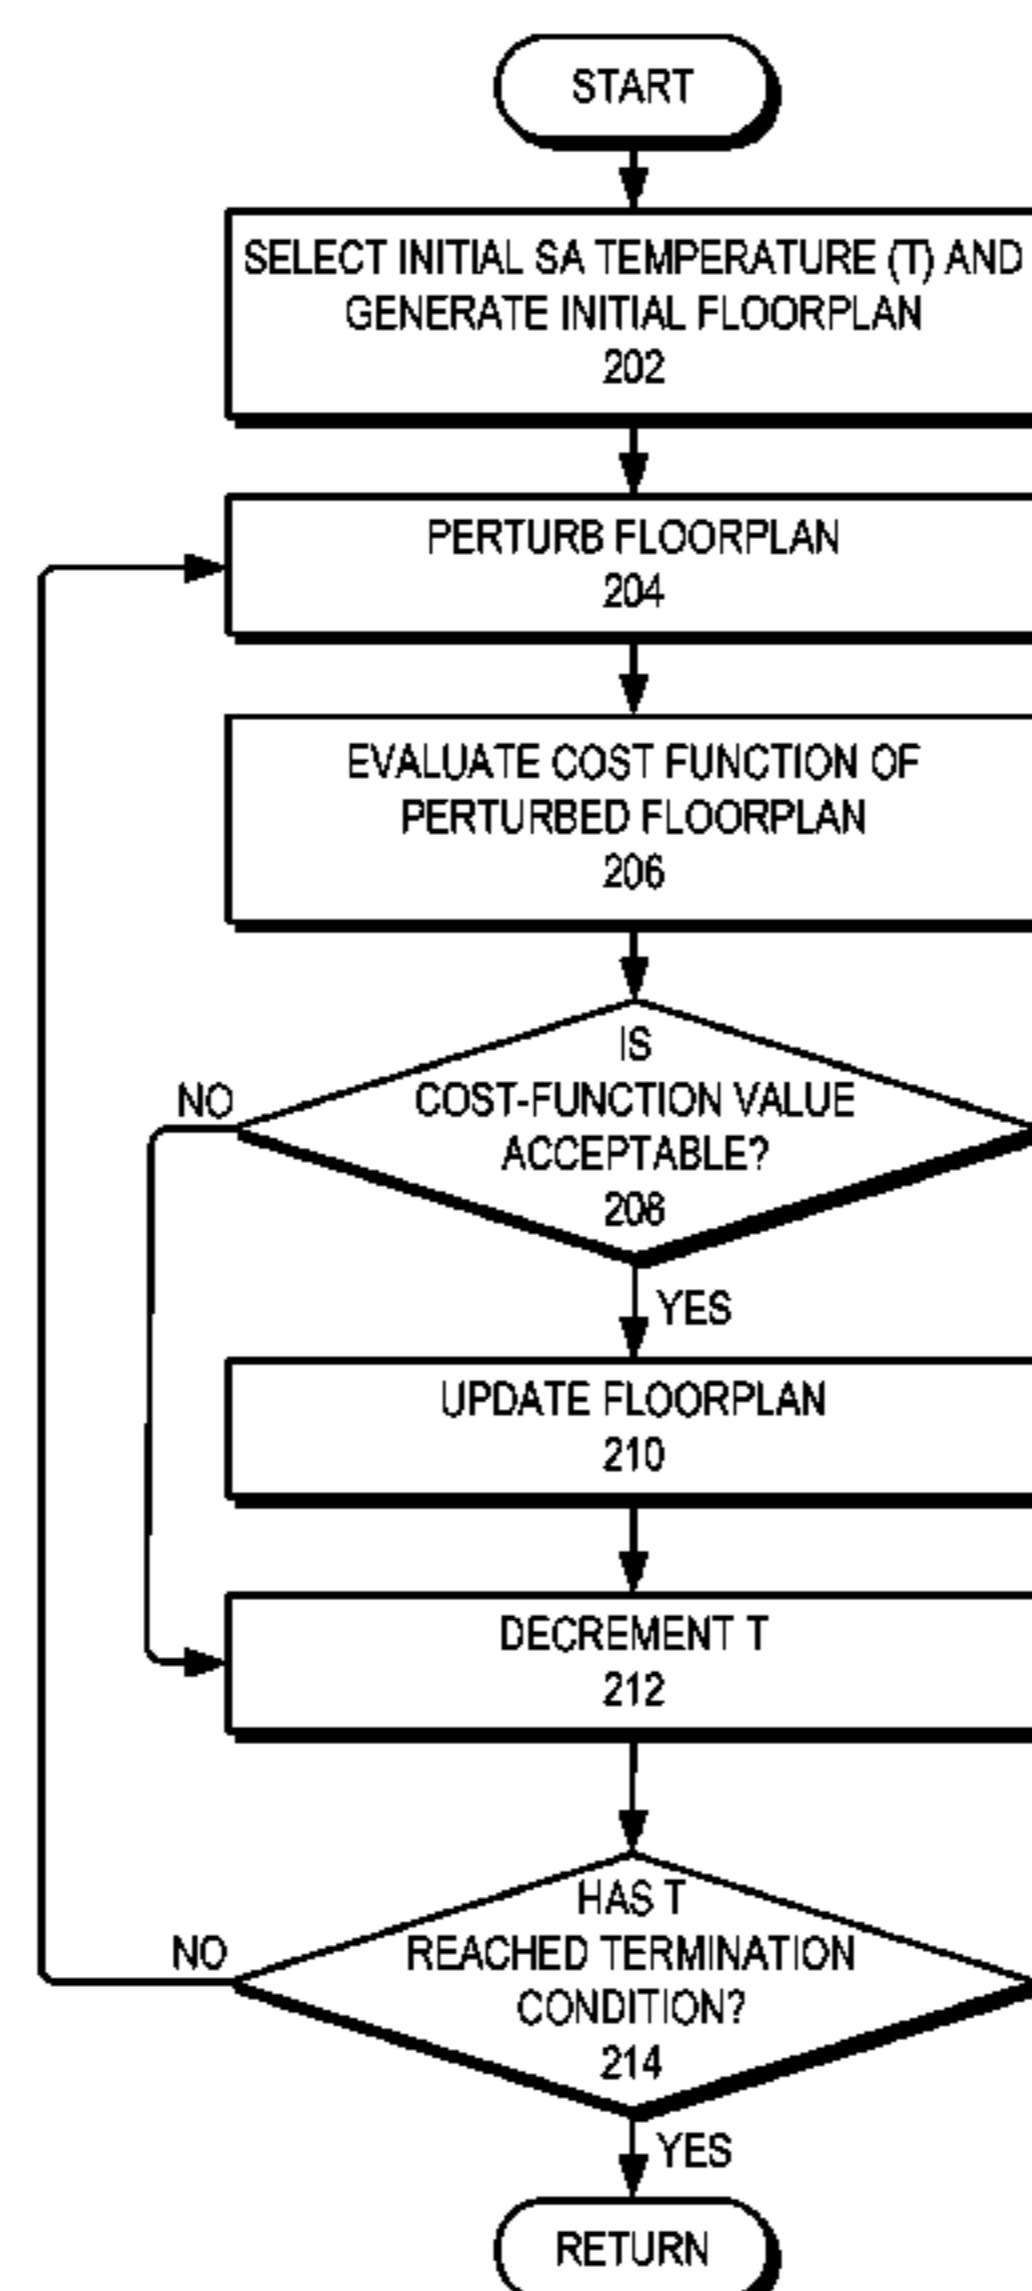 START
SELECT INITIAL SA TEMPERATURE (T) AND
GENERATE INITIAL FLOORPLAN
202
PERTURB FLOORPLAN
204
EVALUATE COST FUNCTION OF
PERTURBED FLOORPLAN
206
IS
COST-FUNCTION VALUE
ACCEPTABLE?
208
NO
YES
UPDATE FLOORPLAN
210
DECREMENT T
212
HAS T
REACHED TERMINATION
CONDITION?
214
NO
YES
RETURN